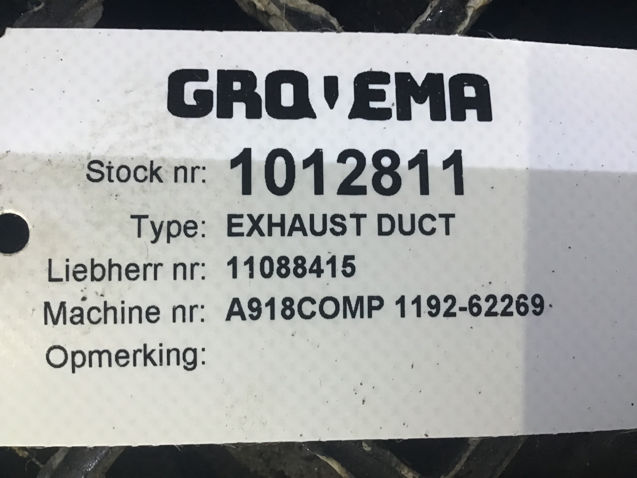 GROVEMA
Stock nr: 1012811
Type: EXHAUST DUCT
Liebherr nr: 11088415
Machine nr: A918COMP 1192-62269
Opmerking: